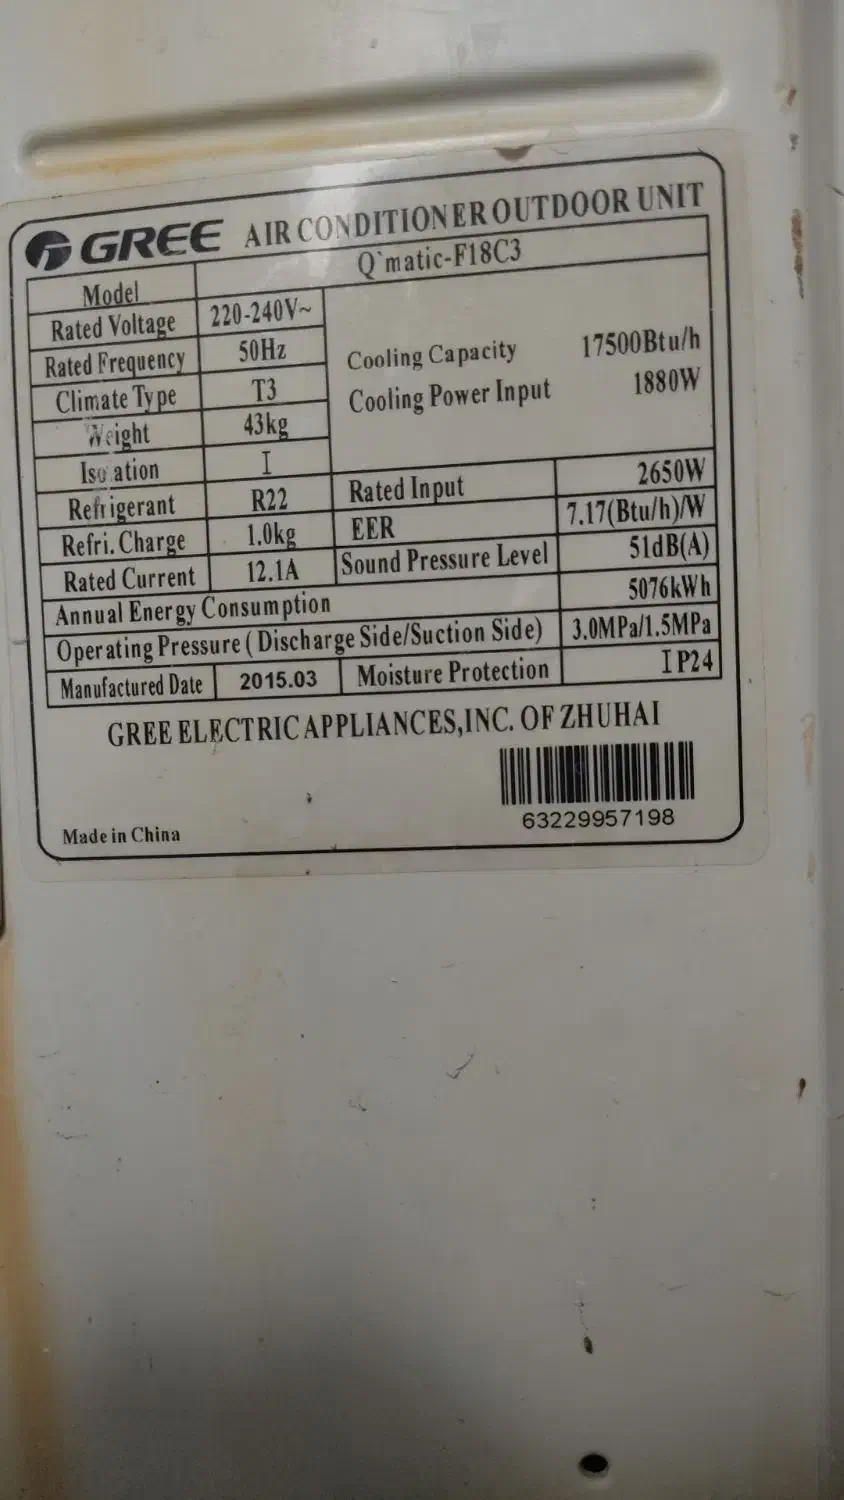 GREE AIR CONDITIONER OUTDOOR UNIT
Model Q`matic-F18C3
Rated Voltage 220-240V~
Rated Frequency 50Hz
Cooling Capacity 17500Btu/h
Climate Type T3
Cooling Power Input 1880W
Weight 43kg
Iso ation I
Refrigerant R22
Rated Input 2650W
Refri. Charge 1.0kg
EER 7.17(Btu/h)/W
Rated Current 12.1A
Sound Pressure Level 51dB(A)
Annual Energy Consumption 5076kWh
Operating Pressure ( Discharge Side/Suction Side) 3.0MPa/1.5MPa
Manufactured Date 2015.03 Moisture Protection IP24
GREE ELECTRIC APPLIANCES,INC. OF ZHUHAI
63229957198
Made in China